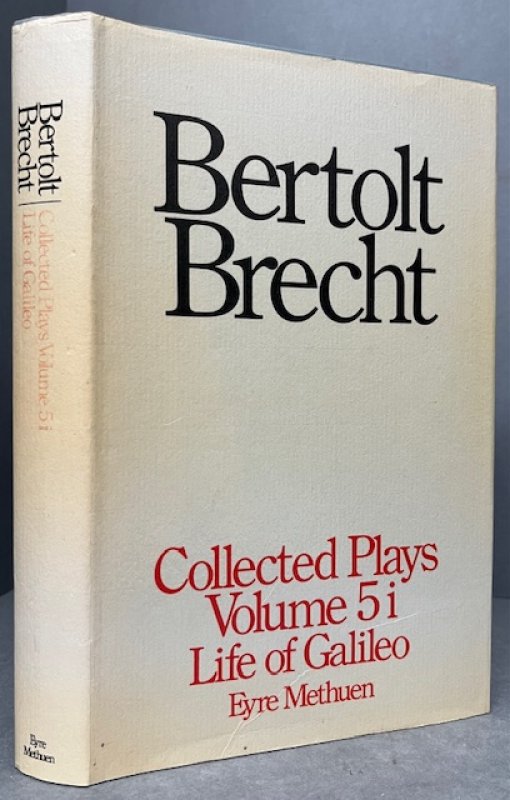 Bertolt
Brecht
Collected Plays Volume 5 i
Life of Galileo
Eyre
Methuen
Bertolt
Brecht
Collected Plays
Volume 5 i
Life of Galileo
Eyre Methuen